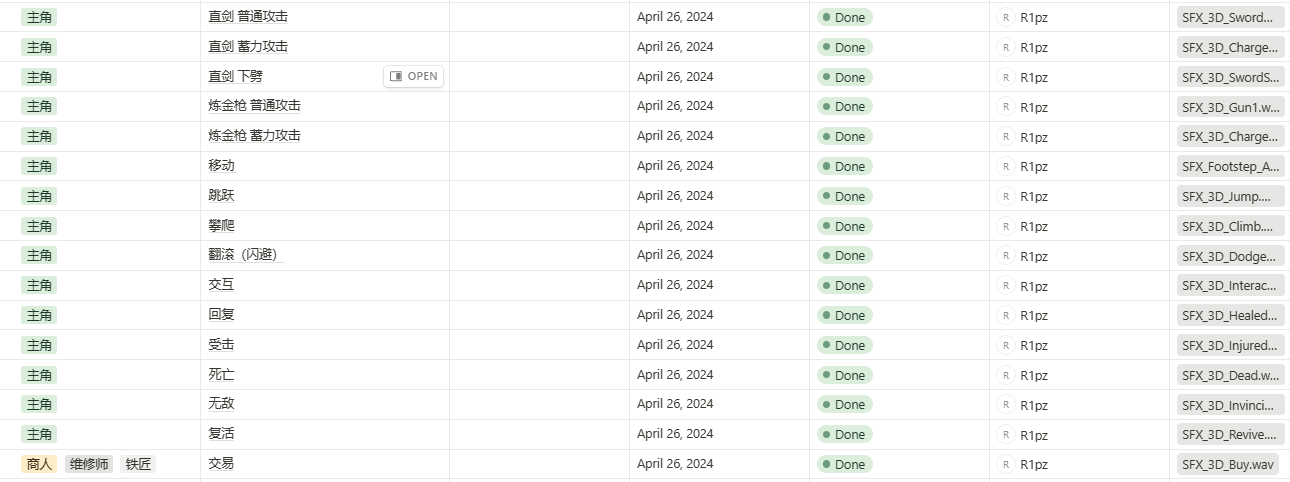 主角 直剑 普通攻击 April 26, 2024 Done R R1pz SFX_3D_Sword...
主角 直剑 蓄力攻击 April 26, 2024 Done R R1pz SFX_3D_Charge...
主角 直剑 下劈 OPEN April 26, 2024 Done R R1pz SFX_3D_SwordS...
主角 炼金枪 普通攻击 April 26, 2024 Done R R1pz SFX_3D_Gun1.w...
主角 炼金枪 蓄力攻击 April 26, 2024 Done R R1pz SFX_3D_Charge...
主角 移动 April 26, 2024 Done R R1pz SFX_Footstep_A...
主角 跳跃 April 26, 2024 Done R R1pz SFX_3D_Jump....
主角 攀爬 April 26, 2024 Done R R1pz SFX_3D_Climb....
主角 翻滚（闪避） April 26, 2024 Done R R1pz SFX_3D_Dodge...
主角 交互 April 26, 2024 Done R R1pz SFX_3D_Interac...
主角 回复 April 26, 2024 Done R R1pz SFX_3D_Healed...
主角 受击 April 26, 2024 Done R R1pz SFX_3D_Injured...
主角 死亡 April 26, 2024 Done R R1pz SFX_3D_Dead.w...
主角 无敌 April 26, 2024 Done R R1pz SFX_3D_Invinci...
主角 复活 April 26, 2024 Done R R1pz SFX_3D_Revive....
商人 维修师 铁匠 交易 April 26, 2024 Done R R1pz SFX_3D_Buy.wav